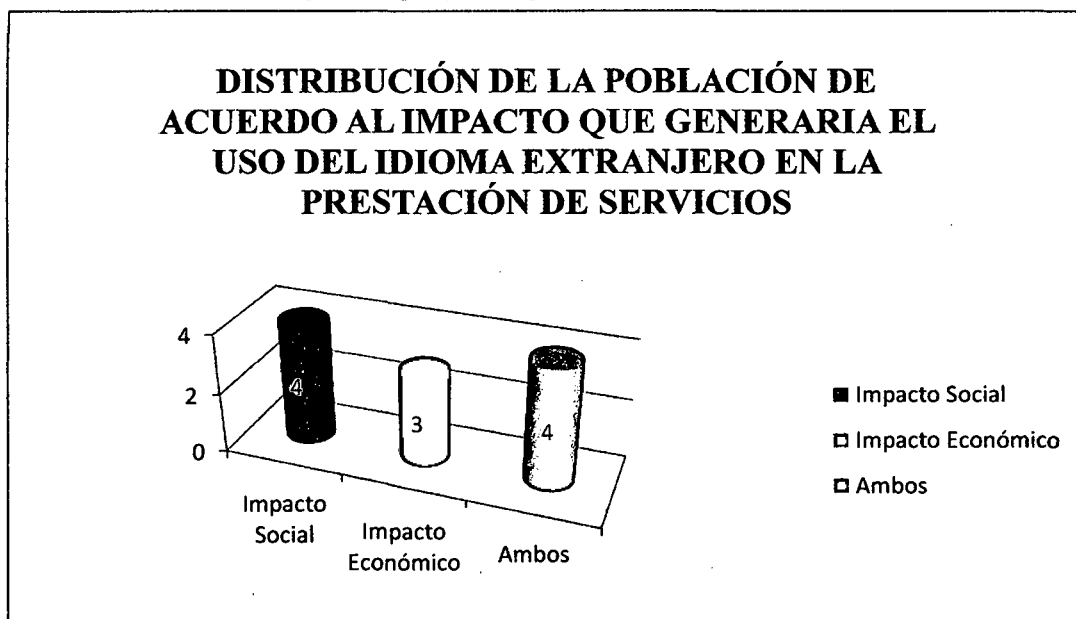 DISTRIBUCIÓN DE LA POBLACIÓN DE
ACUERDO AL IMPACTO QUE GENERARIA EL
USO DEL IDIOMA EXTRANJERO EN LA
PRESTACIÓN DE SERVICIOS
4
2
0
4
3
4
Impacto
Social
Impacto
Económico
Ambos
Impacto Social
Impacto Económico
Ambos